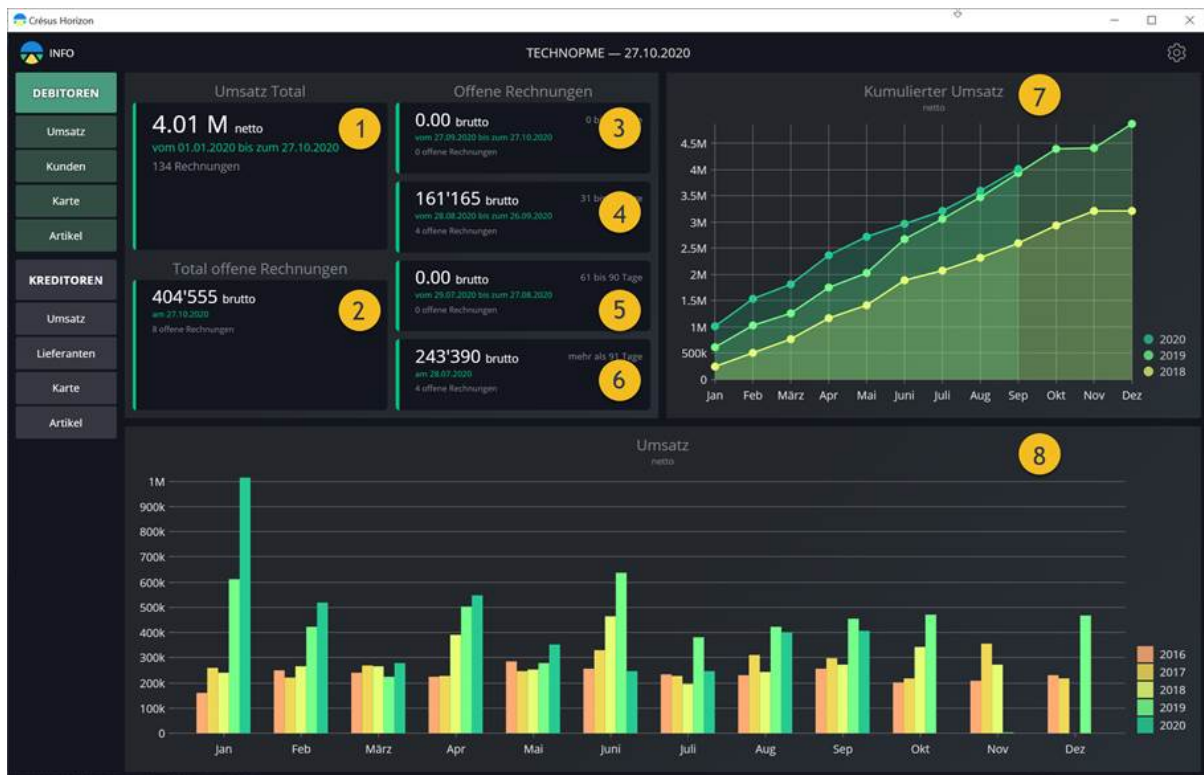 Crésus Horizon
INFO
TECHNOPME — 27.10.2020
DEBITOREN
Umsatz
Kunden
Karte
Artikel
KREDITOREN
Umsatz
Lieferanten
Karte
Artikel
Umsatz Total
4.01 M netto
1
vom 01.01.2020 bis zum 27.10.2020
134 Rechnungen
Total offene Rechnungen
404'555 brutto
2
am 27.10.2020
8 offene Rechnungen
Offene Rechnungen
0.00 brutto
3
vom 27.09.2020 bis zum 27.10.2020
0 offene Rechnungen
161'165 brutto
4
vom 28.08.2020 bis zum 26.09.2020
4 offene Rechnungen
0.00 brutto
61 bis 90 Tage
vom 29.07.2020 bis zum 27.08.2020
5
0 offene Rechnungen
243'390 brutto
mehr als 91 Tage
am 28.07.2020
6
4 offene Rechnungen
Kumulierter Umsatz
7
netto
4.5M
4M
3.5M
3M
2.5M
2M
1.5M
1M
500k
0
Jan Feb März Apr Mai Juni Juli Aug Sep Okt Nov Dez
2020
2019
2018
Umsatz
8
netto
1M
900k
800k
700k
600k
500k
400k
300k
200k
100k
0
Jan Feb März Apr Mai Juni Juli Aug Sep Okt Nov Dez
2016
2017
2018
2019
2020